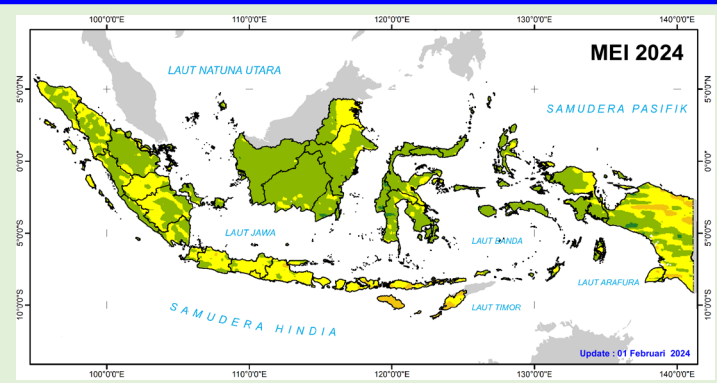 100°0'0"E 110°0'0"E 120°0'0"E 130°0'0"E 140°0'0"E
MEI 2024
LAUT NATUNA UTARA
5°0'0"N 5°0'0"N
SAMUDERA PASIFIK
0°0'0" 0°0'0"
LAUT JAWA
LAUT BANDA
5°0'0"S 5°0'0"S
LAUT ARAFURA
SAMUDERA HINDIA
LAUT TIMOR
10°0'0"S 10°0'0"S
Update : 01 Februari 2024
100°0'0"E 110°0'0"E 120°0'0"E 130°0'0"E 140°0'0"E